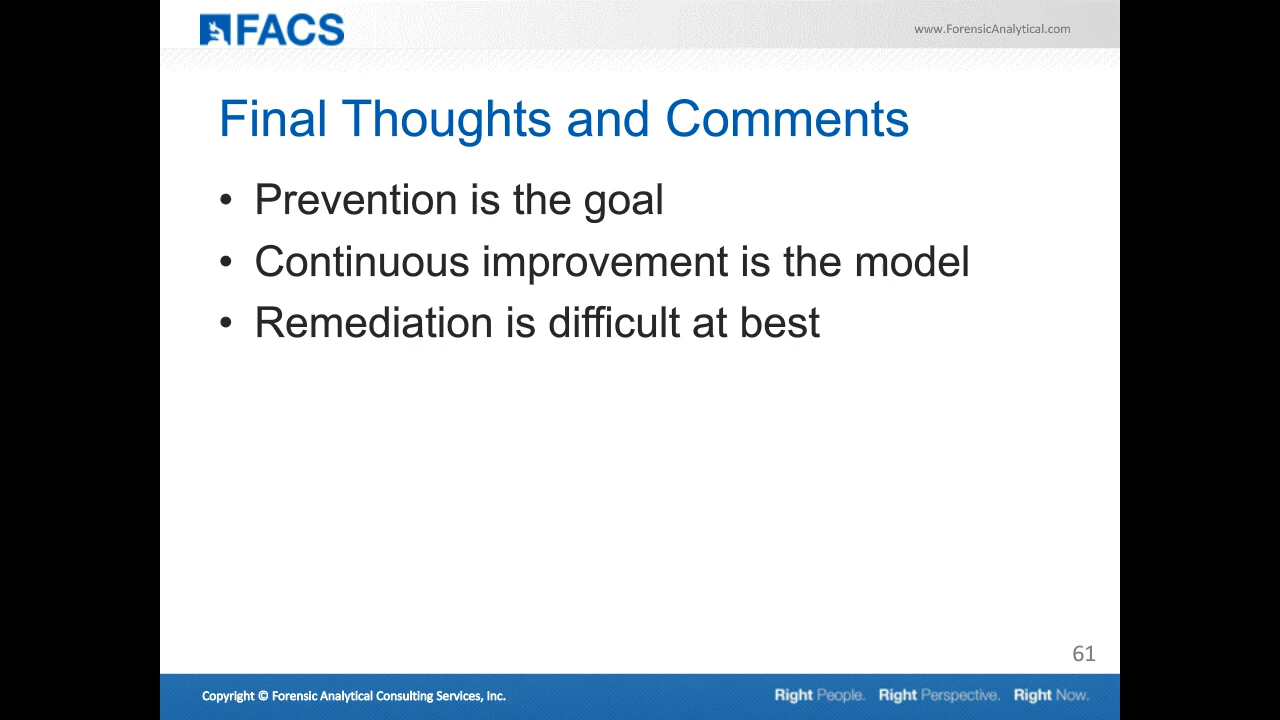 FACS
www.ForensicAnalytical.com
Final Thoughts and Comments
• Prevention is the goal
• Continuous improvement is the model
• Remediation is difficult at best
61
Copyright © Forensic Analytical Consulting Services, Inc.
Right People. Right Perspective. Right Now.